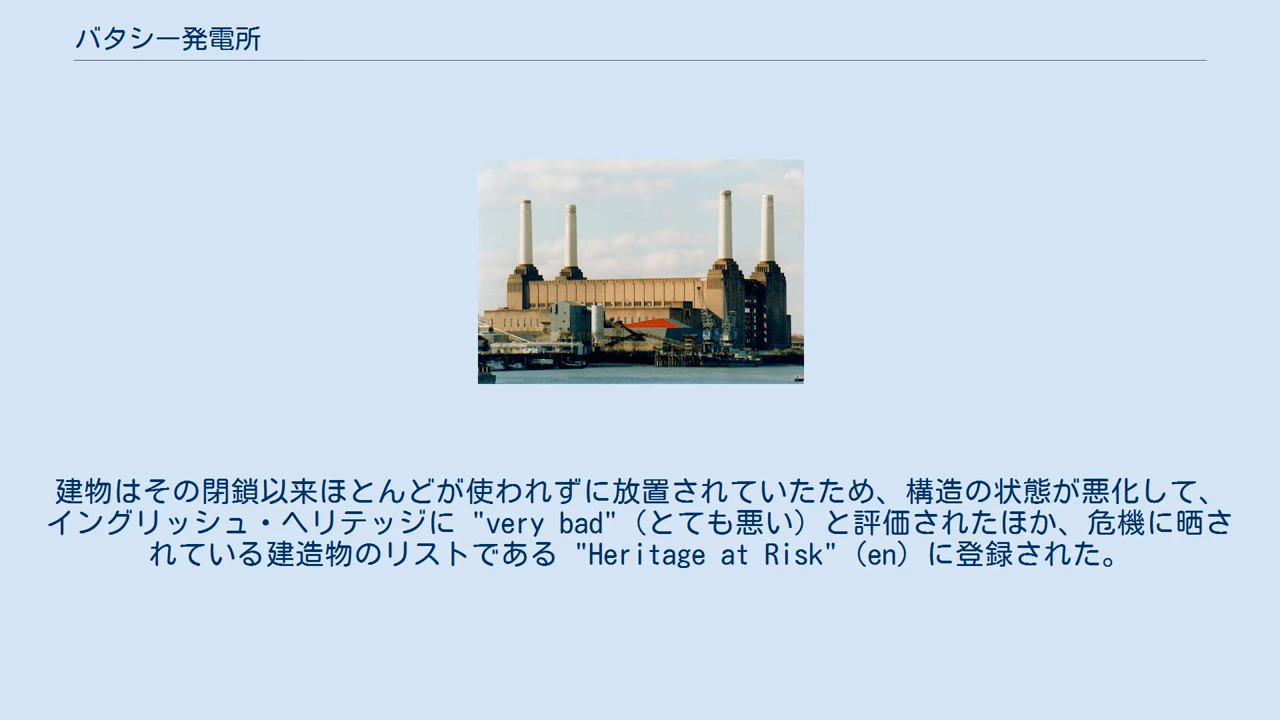 バタシー発電所
建物はその閉鎖以来ほとんどが使われずに放置されていたため、構造の状態が悪化して、
イングリッシュ・ヘリテッジに "very bad"（とても悪い）と評価されたほか、危機に晒さ
れている建造物のリストである "Heritage at Risk"（en）に登録された。